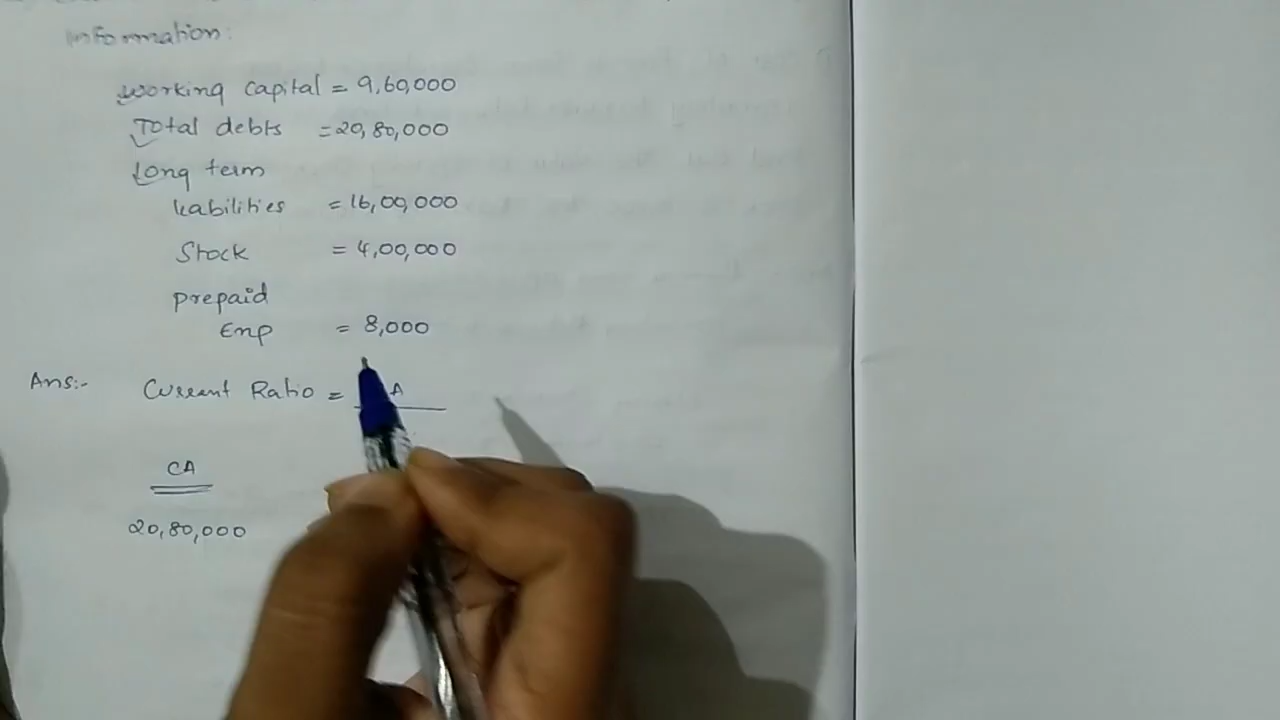 Information:
Working Capital = 9,60,000
Total debts = 20,80,000
Long term
liabilities = 16,00,000
Stock = 4,00,000
prepaid
Enp = 8,000
Ans:- Current Ratio = A
CA
20,80,000